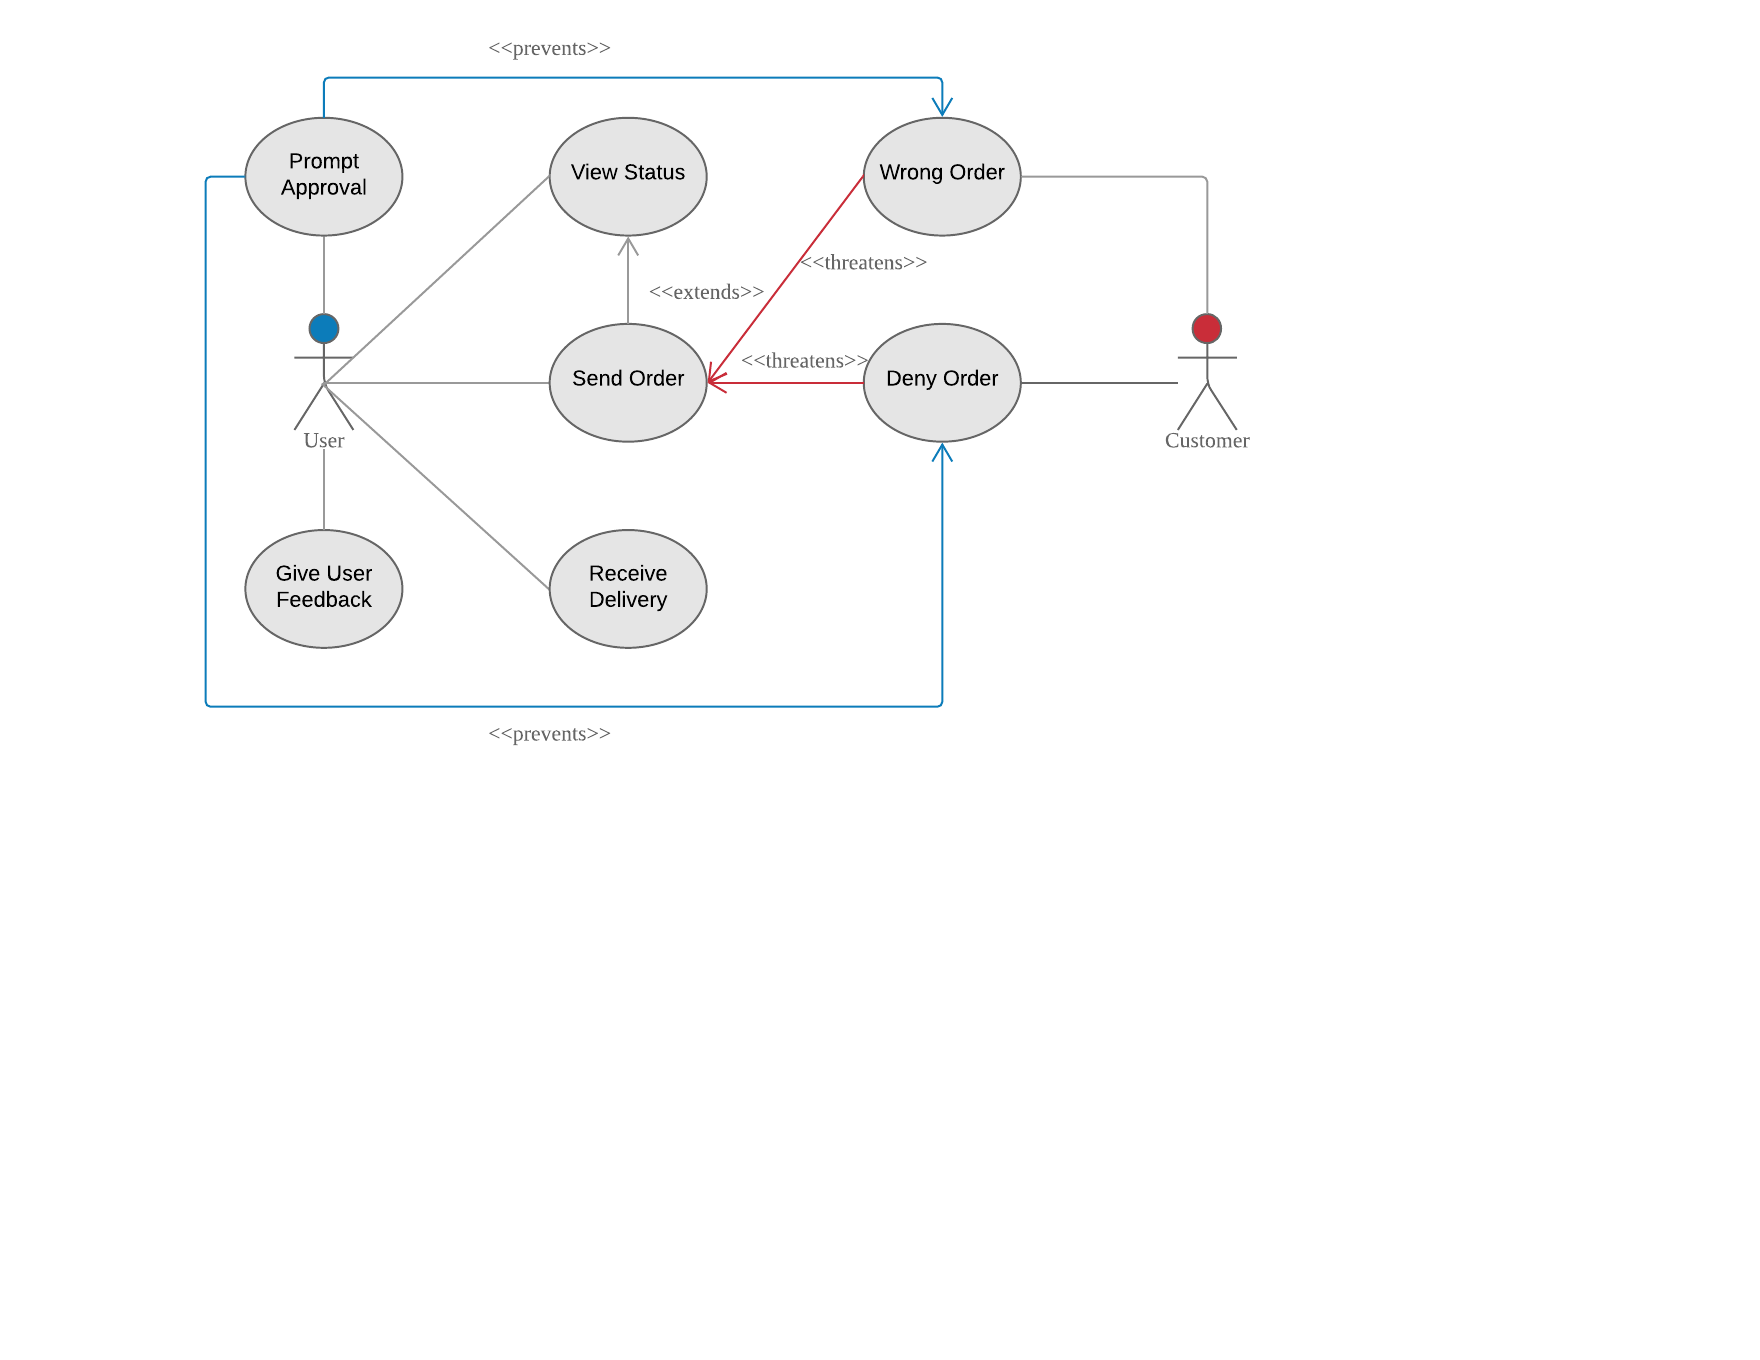 <<prevents>>
Prompt
Approval
View Status
Wrong Order
<<threatens>>
<<extends>>
<<threatens>>
Send Order
Deny Order
User
Customer
Give User
Feedback
Receive
Delivery
<<prevents>>